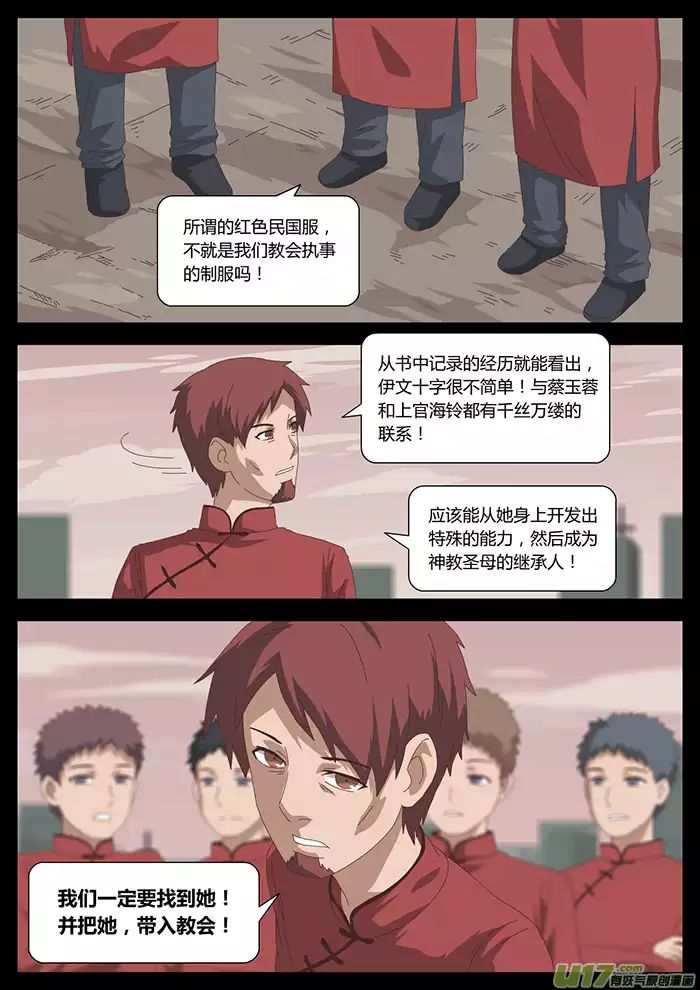 所谓的红色民国服，
不就是我们教会执事
的制服吗！
从书中记录的经历就能看出，
伊文十字很不简单！与蔡玉蓉
和上官海铃都有千丝万缕的
联系！
应该能从她身上开发出
特殊的能力，然后成为
神教圣母的继承人！
我们一定要找到她！
并把她，带入教会！
U17.com
有妖气原创漫画